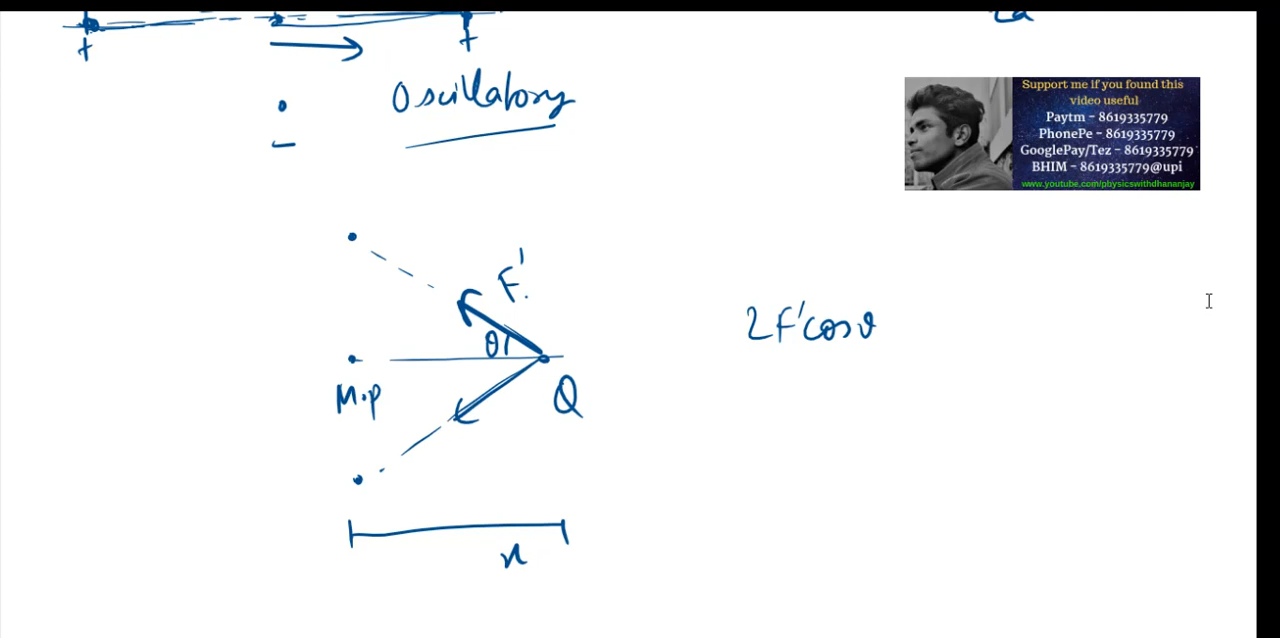 + +
Oscillatory
Support me if you found this
video useful
Paytm - 8619335779
PhonePe - 8619335779
GooglePay/Tez - 8619335779
BHIM - 8619335779@upi
www.youtube.com/physicswithdhananjay
F'
θ
2F'cosθ
M.P
Q
x